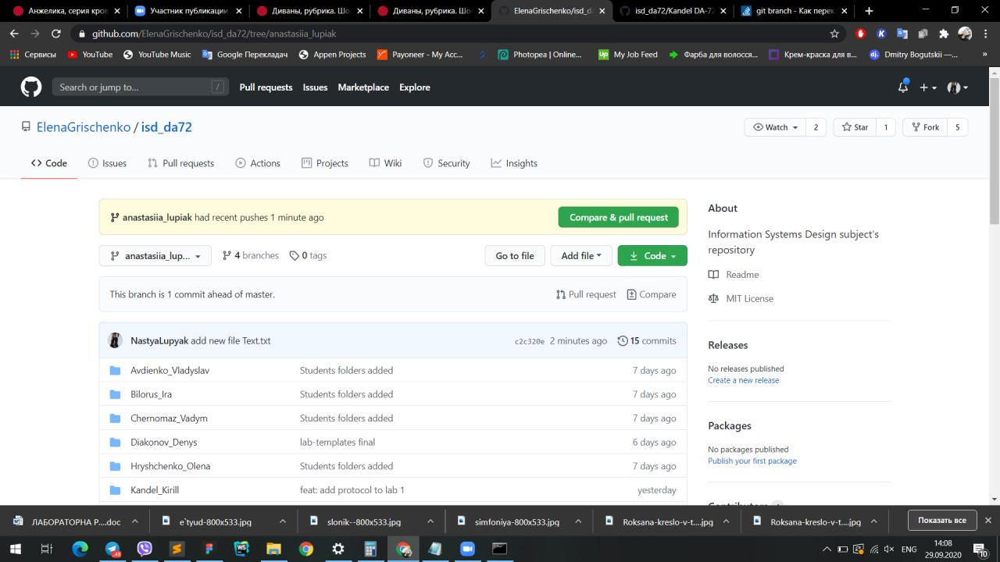 Анжелика, серия кров
Участник публикации
Диваны, рубрика. Шо
Диваны, рубрика. Шо
ElenaGrischenko/isd_d
isd_da72/Kandel DA-72
git branch - Как перек
github.com/ElenaGrischenko/isd_da72/tree/anastasiia_lupiak
Сервисы
YouTube
YouTube Music
Google Перекладач
Apeiro Projects
Payoneer - My Acc...
Photopea | Online...
My Job Feed
Фарба для волосся...
Крем-краска для в...
Dmitry Bogutskii —...
»
Search or jump to...
/
Pull requests
Issues
Marketplace
Explore
ElenaGrischenko / isd_da72
Watch
2
Star
1
Fork
5
Code
Issues
Pull requests
Actions
Projects
Wiki
Security
Insights
anastasiia_lupiak had recent pushes 1 minute ago
Compare & pull request
anastasiia_lup...
4 branches
0 tags
Go to file
Add file
Code
This branch is 1 commit ahead of master.
Pull request
Compare
NastyaLupyak add new file Text.txt
c2c320e 2 minutes ago
15 commits
Avdienko_Vladyslav
Students folders added
7 days ago
Bilorus_Ira
Students folders added
7 days ago
Chernomaz_Vadym
Students folders added
7 days ago
Diakonov_Denys
lab-templates final
6 days ago
Hryshchenko_Olena
Students folders added
7 days ago
Kandel_Kirill
feat: add protocol to lab 1
yesterday
About
Information Systems Design subject's
repository
Readme
MIT License
Releases
No releases published
Create a new release
Packages
No packages published
Publish your first package
ЛАБОРАТОРНА Р....doc
e`tyud-800x533.jpg
slonik--800x533.jpg
simfoniya-800x533.jpg
Roksana-kreslo-v-t....jpg
Roksana-kreslo-v-t....jpg
Показать все
48
WS
ENG
14:08
29.09.2020
10